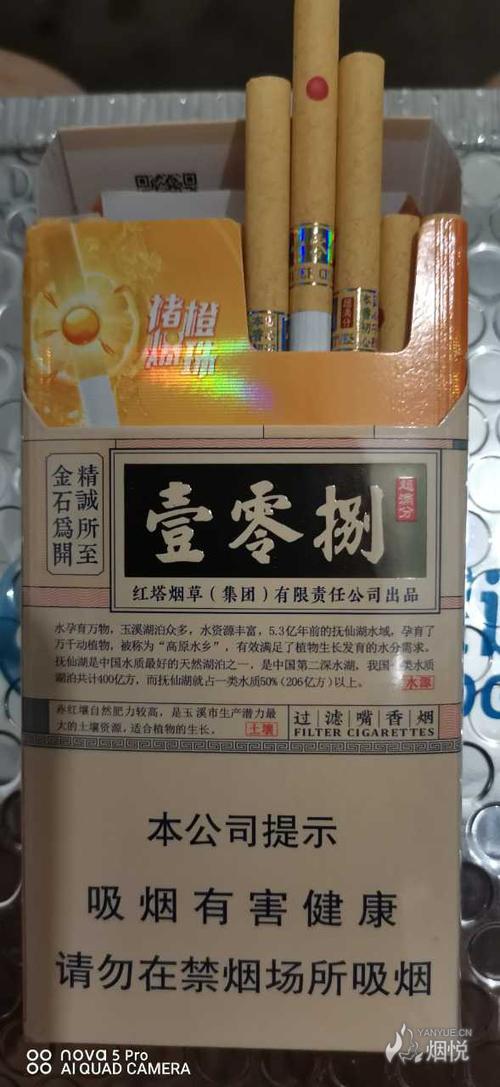 褚橙
爆珠
精誠所至
金石爲開
壹零捌
超满分
红塔烟草（集团）有限责任公司出品
水孕育万物，玉溪湖泊众多，水资源丰富，5.3亿年前的抚仙湖水域，孕育了
万千动植物，被称为“高原水乡”，有效满足了植物生长发育的水分需求。
抚仙湖是中国水质最好的天然湖泊之一，是中国第二深水湖，我国一类水质
湖泊共计400亿方，而抚仙湖就占一类水质50%（206亿方）以上。
水源
赤红壤自然肥力较高，是玉溪市生产潜力最
大的土壤资源，适合植物的生长。
土壤
过滤嘴香烟
FILTER CIGARETTES
本公司提示
吸烟有害健康
请勿在禁烟场所吸烟
nova 5 Pro
AI QUAD CAMERA
YANYUE.CN
烟悦